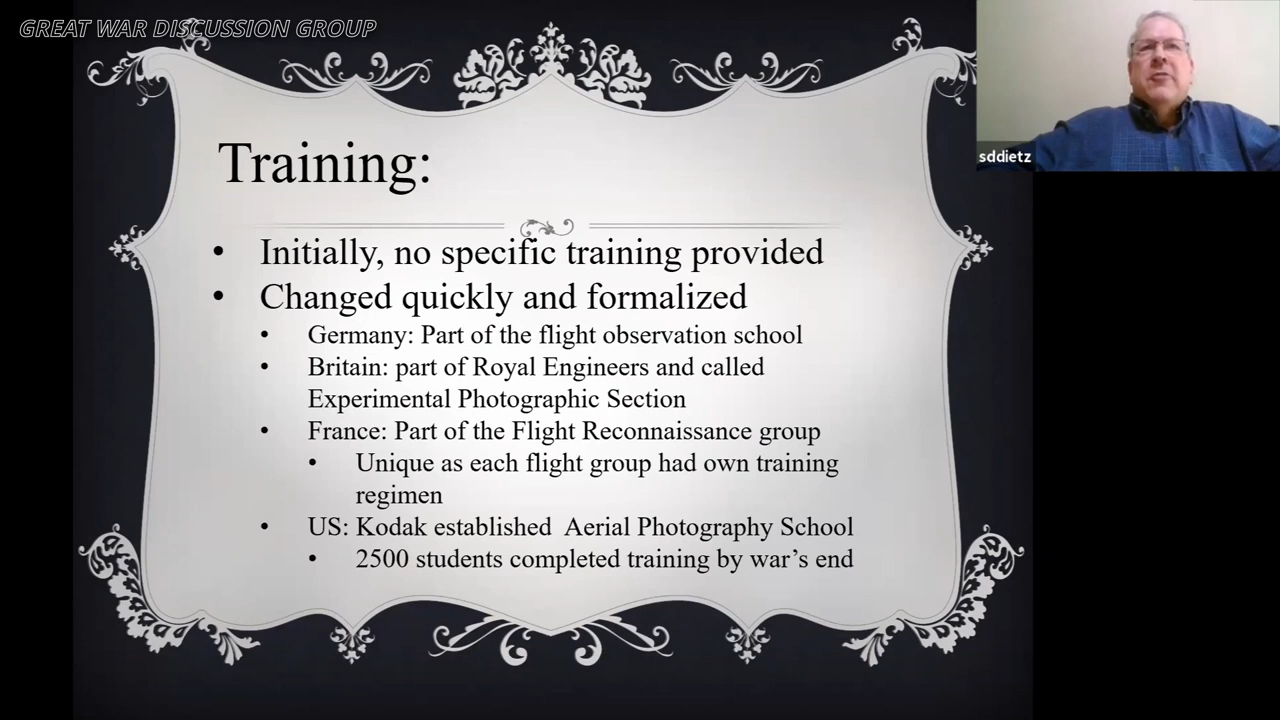 GREAT WAR DISCUSSION GROUP
sddietz
Training:
• Initially, no specific training provided
• Changed quickly and formalized
• Germany: Part of the flight observation school
• Britain: part of Royal Engineers and called
Experimental Photographic Section
• France: Part of the Flight Reconnaissance group
• Unique as each flight group had own training
regimen
• US: Kodak established  Aerial Photography School
• 2500 students completed training by war’s end